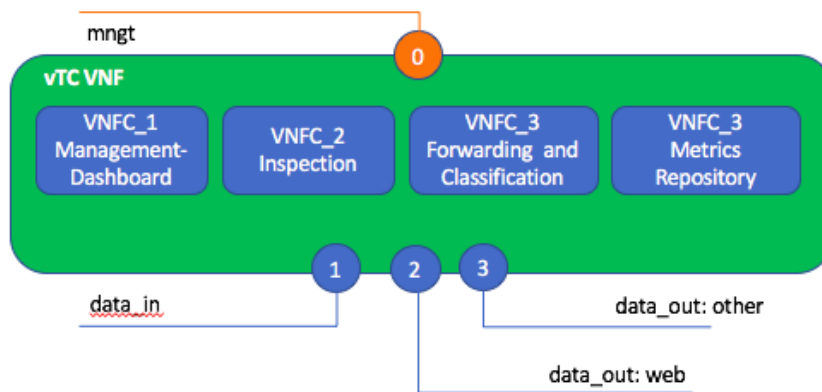 mngt
0
vTC VNF
VNFC_1
Management-
Dashboard
VNFC_2
Inspection
VNFC_3
Forwarding and
Classification
VNFC_3
Metrics
Repository
1
2
3
data_in
data_out: other
data_out: web